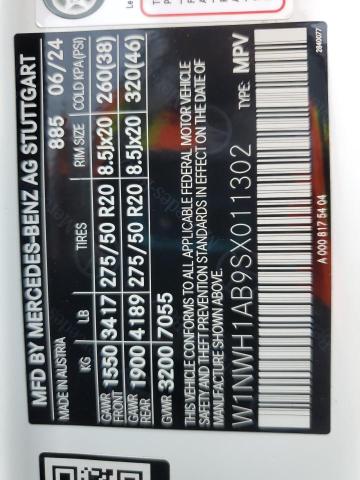 MFD BY MERCEDES-BENZ AG STUTTGART
MADE IN AUSTRIA 885 06/24
KG LB TIRES RIM SIZE COLD KPA(PSI)
GAWR FRONT 1550 3417 275/50 R20 8.5Jx20 260(38)
GAWR REAR 1900 4189 275/50 R20 8.5Jx20 320(46)
GVWR 3200 7055
THIS VEHICLE CONFORMS TO ALL APPLICABLE FEDERAL MOTOR VEHICLE
SAFETY AND THEFT PREVENTION STANDARDS IN EFFECT ON THE DATE OF
MANUFACTURE SHOWN ABOVE.
W1NWH1AB9SX011302 TYPE: MPV
A 000 817 54 04
2840077